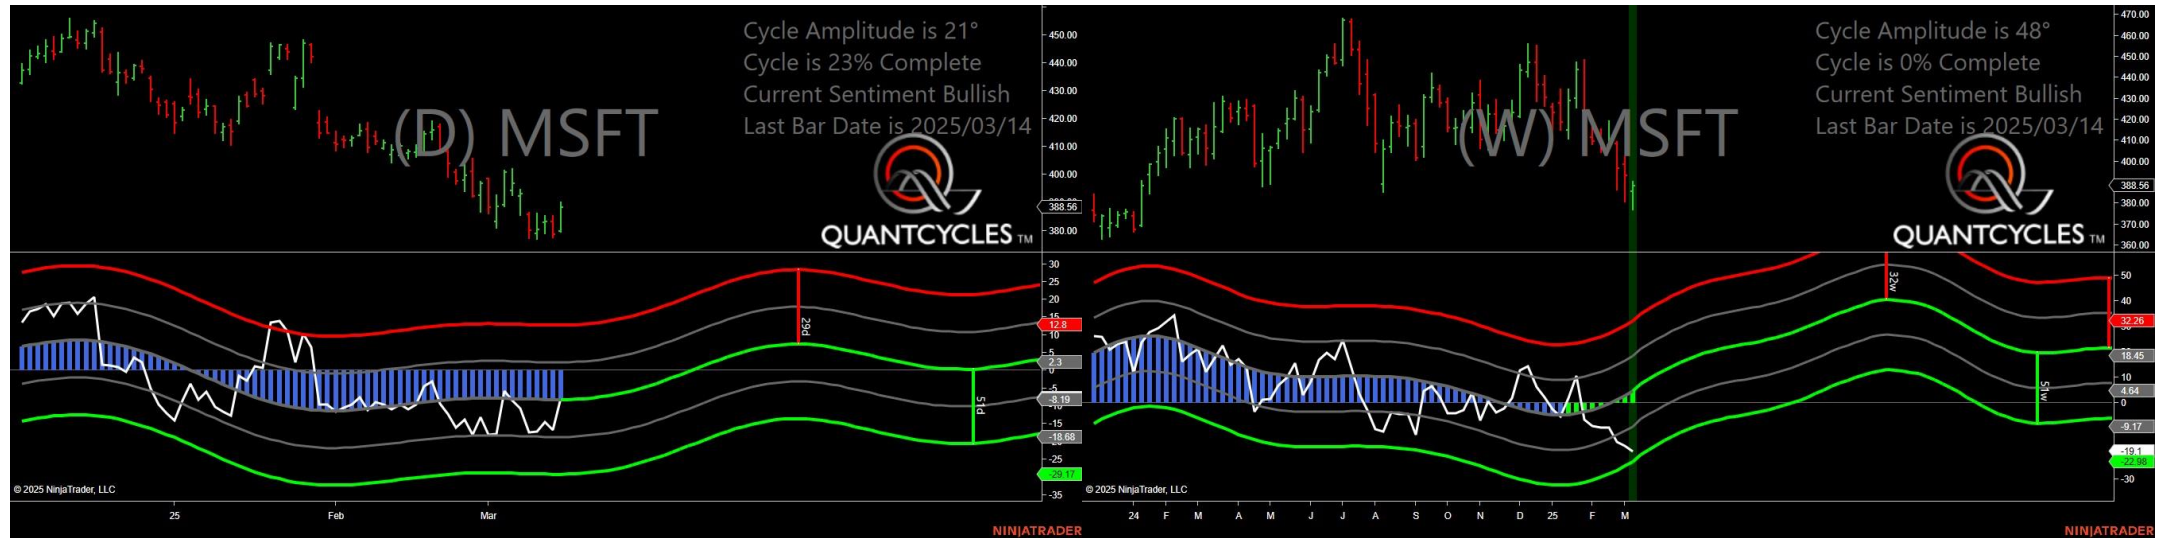 Cycle Amplitude is 21°
Cycle is 23% Complete
Current Sentiment Bullish
Last Bar Date is 2025/03/14
(D) MSFT
QUANTCYCLES TM
450.00
440.00
430.00
420.00
410.00
400.00
388.56
380.00
30
25
20
15
12.8
10
5
2.3
0
-5
-8.19
-10
-15
-18.68
-25
-29.17
-35
29d
51d
© 2025 NinjaTrader, LLC
25
Feb
Mar
NINJATRADER
Cycle Amplitude is 48°
Cycle is 0% Complete
Current Sentiment Bullish
Last Bar Date is 2025/03/14
(W) MSFT
QUANTCYCLES TM
470.00
460.00
450.00
440.00
430.00
420.00
410.00
400.00
388.56
380.00
370.00
360.00
50
40
32.26
18.45
10
4.64
0
-9.17
-19.1
-22.98
-30
32w
51w
© 2025 NinjaTrader, LLC
24 F M A M J J A S O N D 25 F M
NINJATRADER